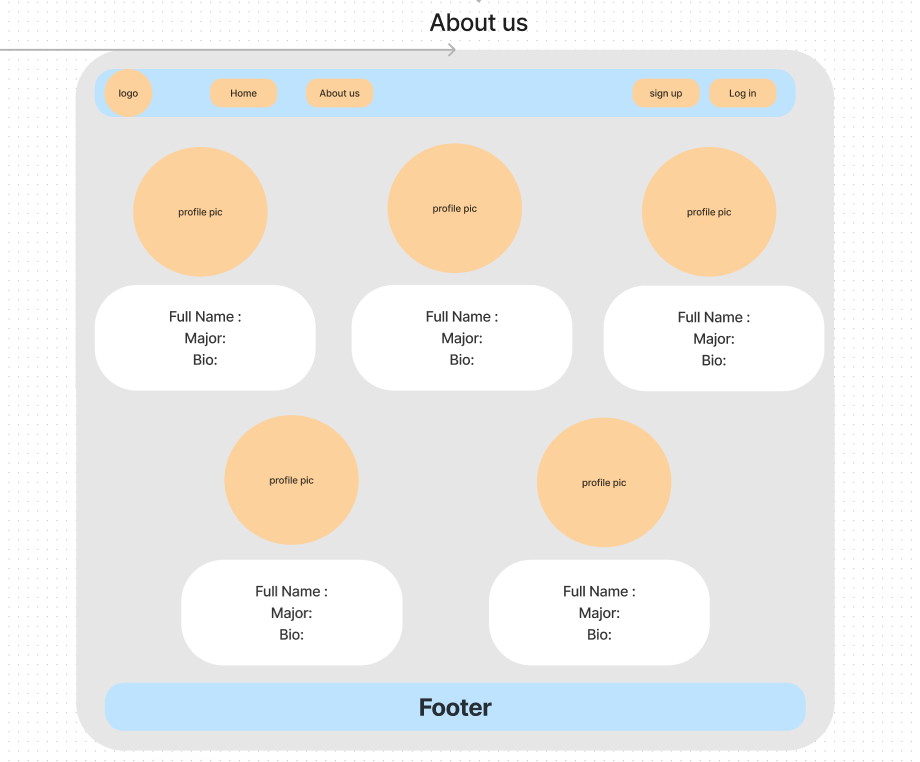 About us
logo
Home
About us
sign up
Log in
profile pic
profile pic
profile pic
Full Name :
Major:
Bio:
Full Name :
Major:
Bio:
Full Name :
Major:
Bio:
profile pic
profile pic
Full Name :
Major:
Bio:
Full Name :
Major:
Bio:
Footer